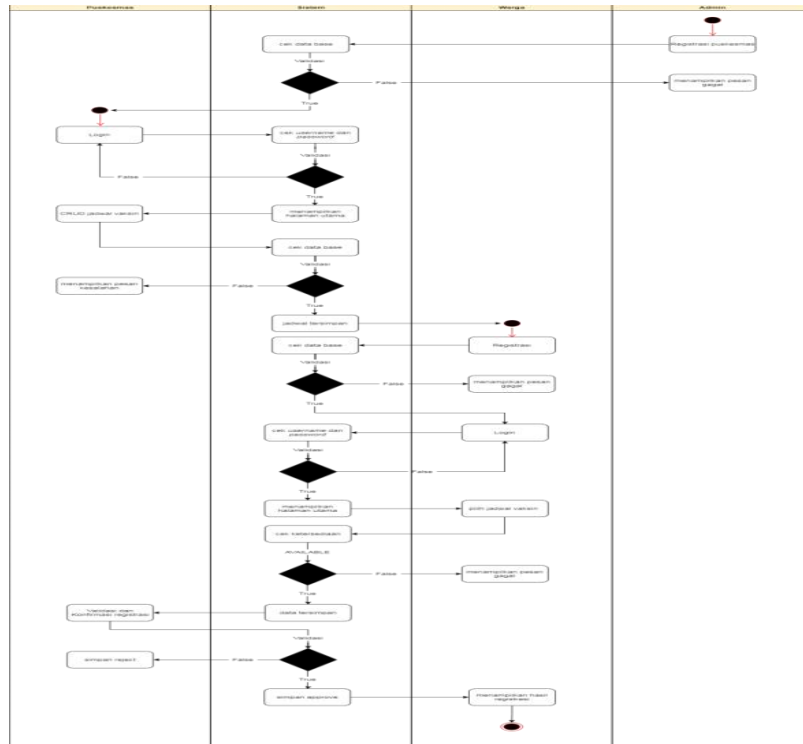 Puskesmas Sistem Warga Admin
cek data base
Registrasi puskesmas
Validasi
False
menampilkan pesan
gagal
True
Login
cek username dan
password
Validasi
False
True
CRUD jadwal vaksin
menampilkan
halaman utama
cek data base
Validasi
menampilkan pesan
kesalahan
False
True
jadwal tersimpan
cek data base
Registrasi
Validasi
False
menampilkan pesan
gagal
True
cek username dan
password
Login
Validasi
False
True
menampilkan
halaman utama
pilih jadwal vaksin
cek ketersediaan
AVAILABLE
False
menampilkan pesan
gagal
True
Validasi dan
Konfirmasi registrasi
data tersimpan
Validasi
simpan reject
False
True
simpan approve
menampilkan hasil
registrasi